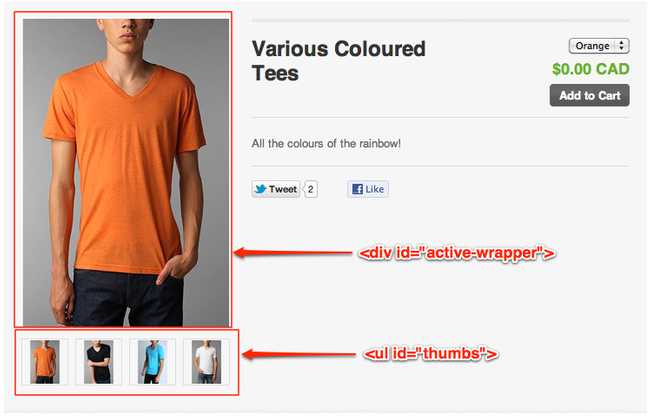 Various Coloured
Tees
Orange
$0.00 CAD
Add to Cart
All the colours of the rainbow!
Tweet 2
Like
<div id="active-wrapper">
<ul id="thumbs">